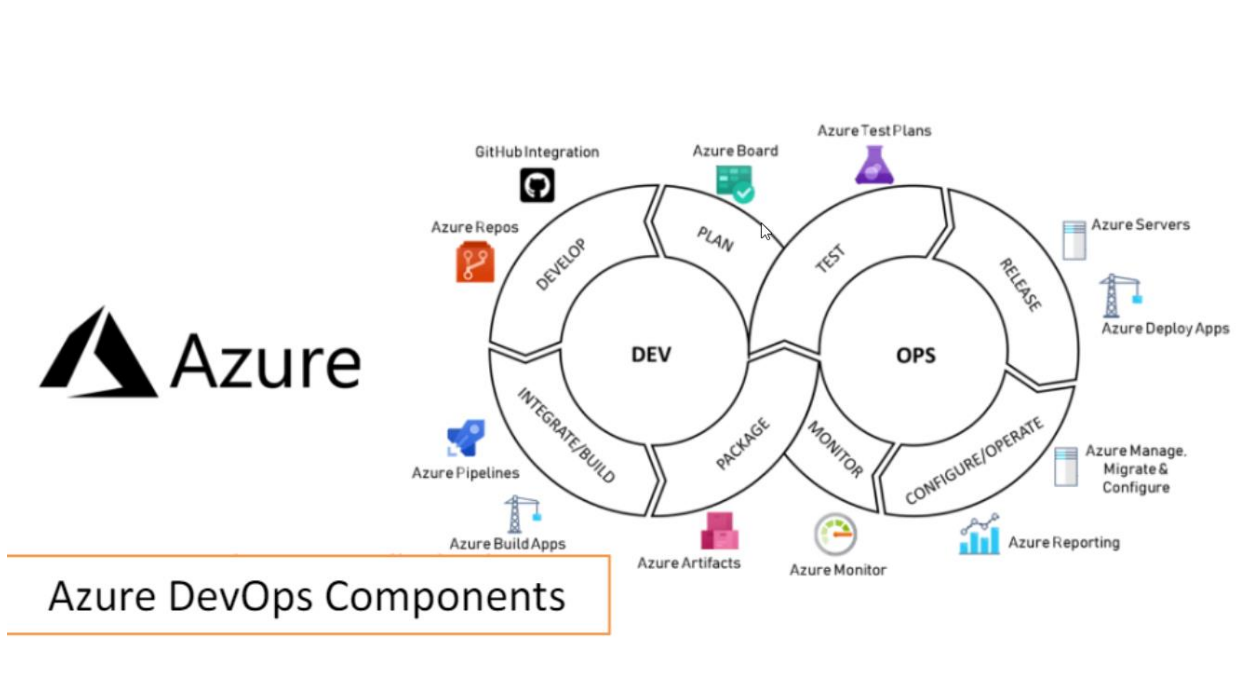 Azure Test Plans
GitHub Integration
Azure Board
Azure Repos
Azure Servers
PLAN
DEVELOP
TEST
RELEASE
Azure Deploy Apps
Azure
DEV
OPS
INTEGRATE/BUILD
PACKAGE
MONITOR
CONFIGURE/OPERATE
Azure Pipelines
Azure Manage,
Migrate &
Configure
Azure Build Apps
Azure Artifacts
Azure Monitor
Azure Reporting
Azure DevOps Components